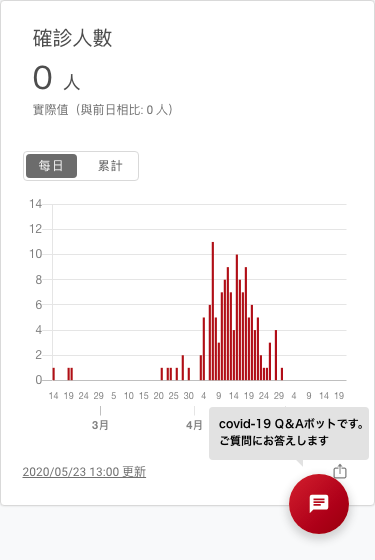 確診人數
0 人
實際值（與前日相比: 0 人）
每日 累計
14
12
10
8
6
4
2
0
14 19 24 29 5 10 15 20 25 30 4 9 14 19 24 29 4 9 14 19
3月 4月
covid-19 Q&Aボットです。
ご質問にお答えします
2020/05/23 13:00 更新